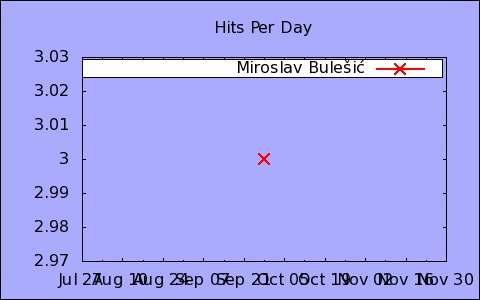 Hits Per Day
Miroslav Bulešić
3.03
3.02
3.01
3
2.99
2.98
2.97
Jul 27 Aug 10 Aug 24 Sep 07 Sep 21 Oct 05 Oct 19 Nov 02 Nov 16 Nov 30